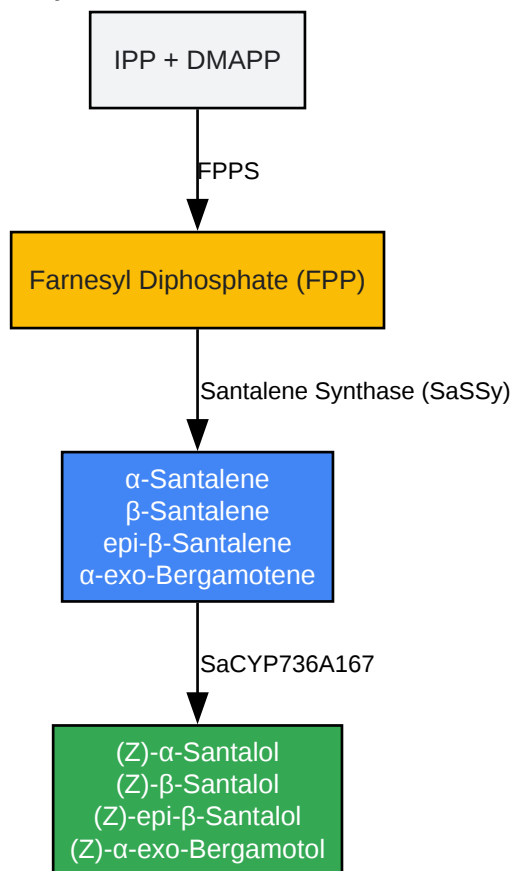 IPP + DMAPP
FPPS
Farnesyl Diphosphate (FPP)
Santalene Synthase (SaSSy)
α-Santalene
β-Santalene
epi-β-Santalene
α-exo-Bergamotene
SaCYP736A167
(Z)-α-Santalol
(Z)-β-Santalol
(Z)-epi-β-Santalol
(Z)-α-exo-Bergamotol